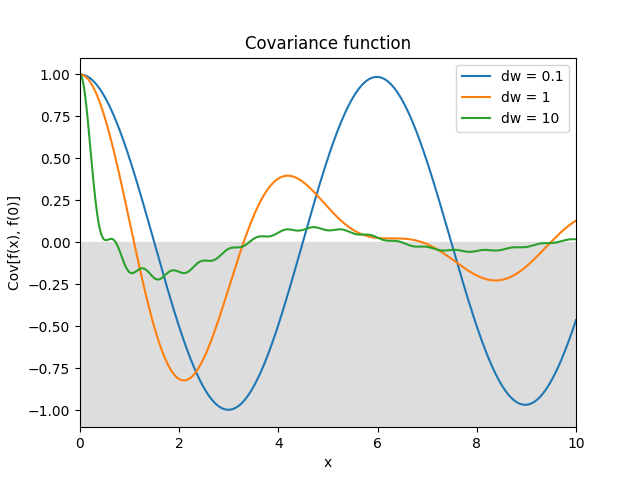 Covariance function
Cov[f(x), f(0)]
1.00
0.75
0.50
0.25
0.00
−0.25
−0.50
−0.75
−1.00
dw = 0.1
dw = 1
dw = 10
0 2 4 6 8 10
x